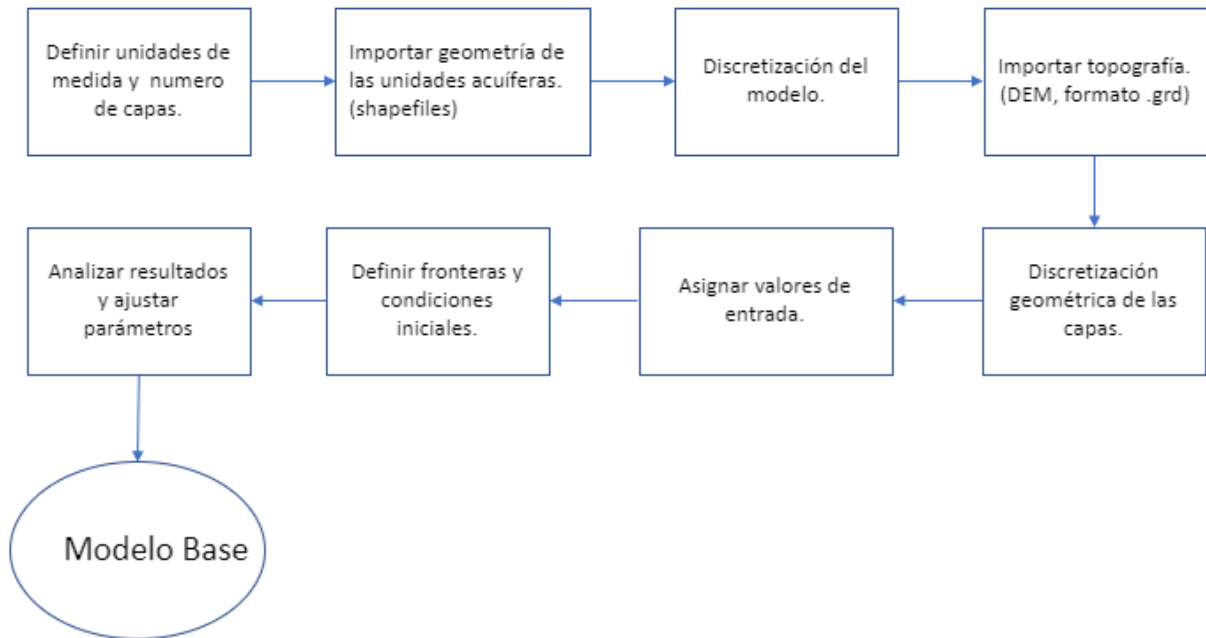 Definir unidades de
medida y numero
de capas.
Importar geometría de
las unidades acuíferas.
(shapefiles)
Discretización del
modelo.
Importar topografía.
(DEM, formato .grd)
Discretización
geométrica de las
capas.
Asignar valores de
entrada.
Definir fronteras y
condiciones
iniciales.
Analizar resultados
y ajustar
parámetros
Modelo Base